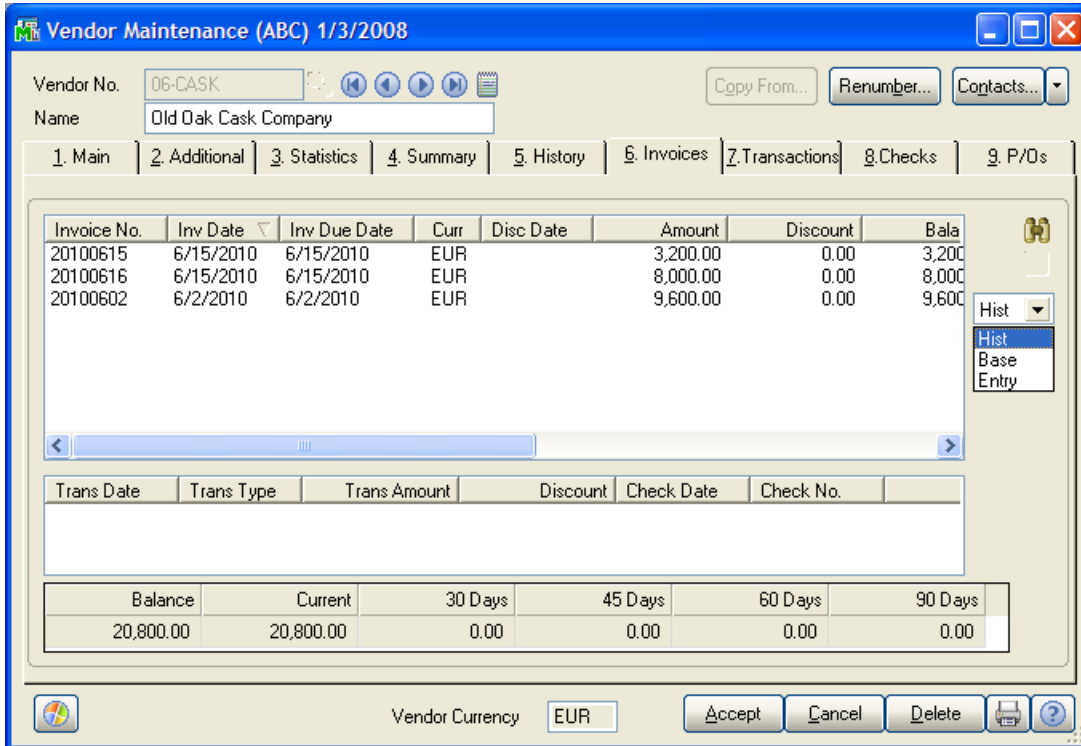 Vendor Maintenance (ABC) 1/3/2008
Vendor No. 06-CASK Copy From... Renumber... Contacts...
Name Old Oak Cask Company
1. Main 2. Additional 3. Statistics 4. Summary 5. History 6. Invoices 7.Transactions 8.Checks 9. P/Os
Invoice No. Inv Date Inv Due Date Curr Disc Date Amount Discount Bala
20100615 6/15/2010 6/15/2010 EUR 3,200.00 0.00 3,200
20100616 6/15/2010 6/15/2010 EUR 8,000.00 0.00 8,000
20100602 6/2/2010 6/2/2010 EUR 9,600.00 0.00 9,600
Hist
Hist
Base
Entry
Trans Date Trans Type Trans Amount Discount Check Date Check No.
Balance Current 30 Days 45 Days 60 Days 90 Days
20,800.00 20,800.00 0.00 0.00 0.00 0.00
Vendor Currency EUR Accept Cancel Delete